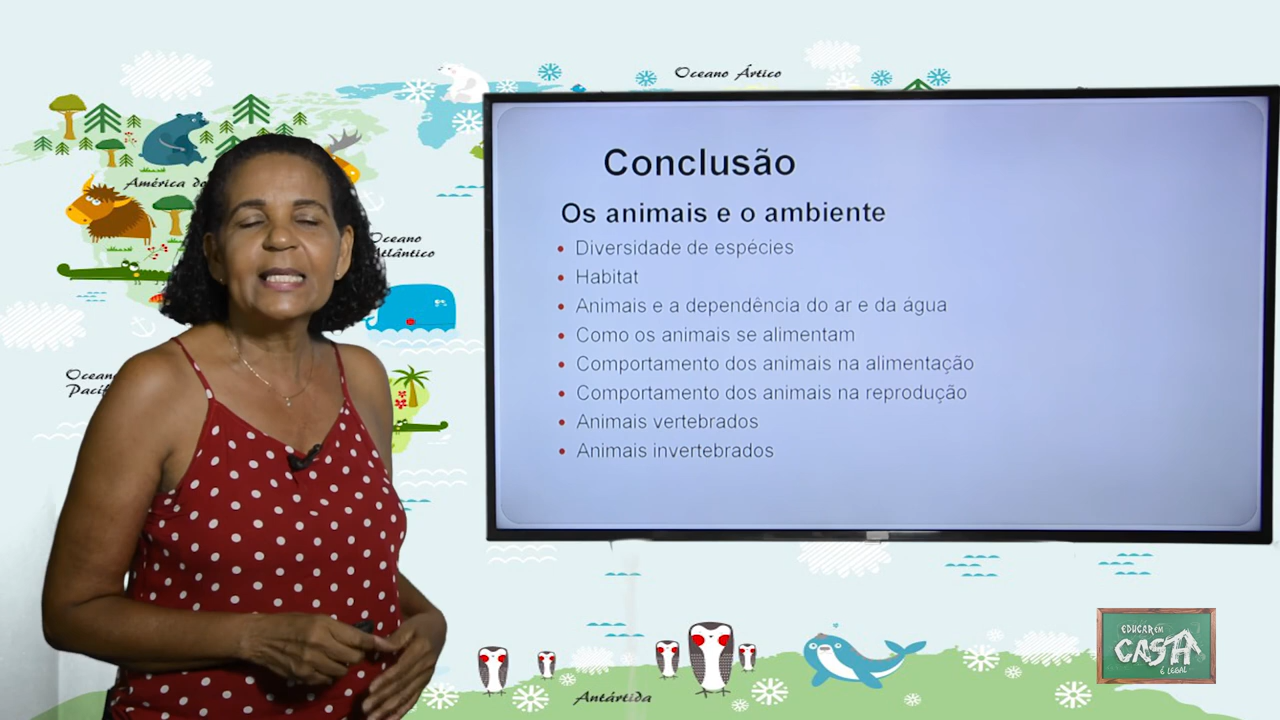 Oceano Ártico
América do
Oceano
Atlântico
Conclusão
Os animais e o ambiente
• Diversidade de espécies
• Habitat
• Animais e a dependência do ar e da água
• Como os animais se alimentam
• Comportamento dos animais na alimentação
• Comportamento dos animais na reprodução
• Animais vertebrados
• Animais invertebrados
Antártida
EDUCAR EM
CASA
É LEGAL